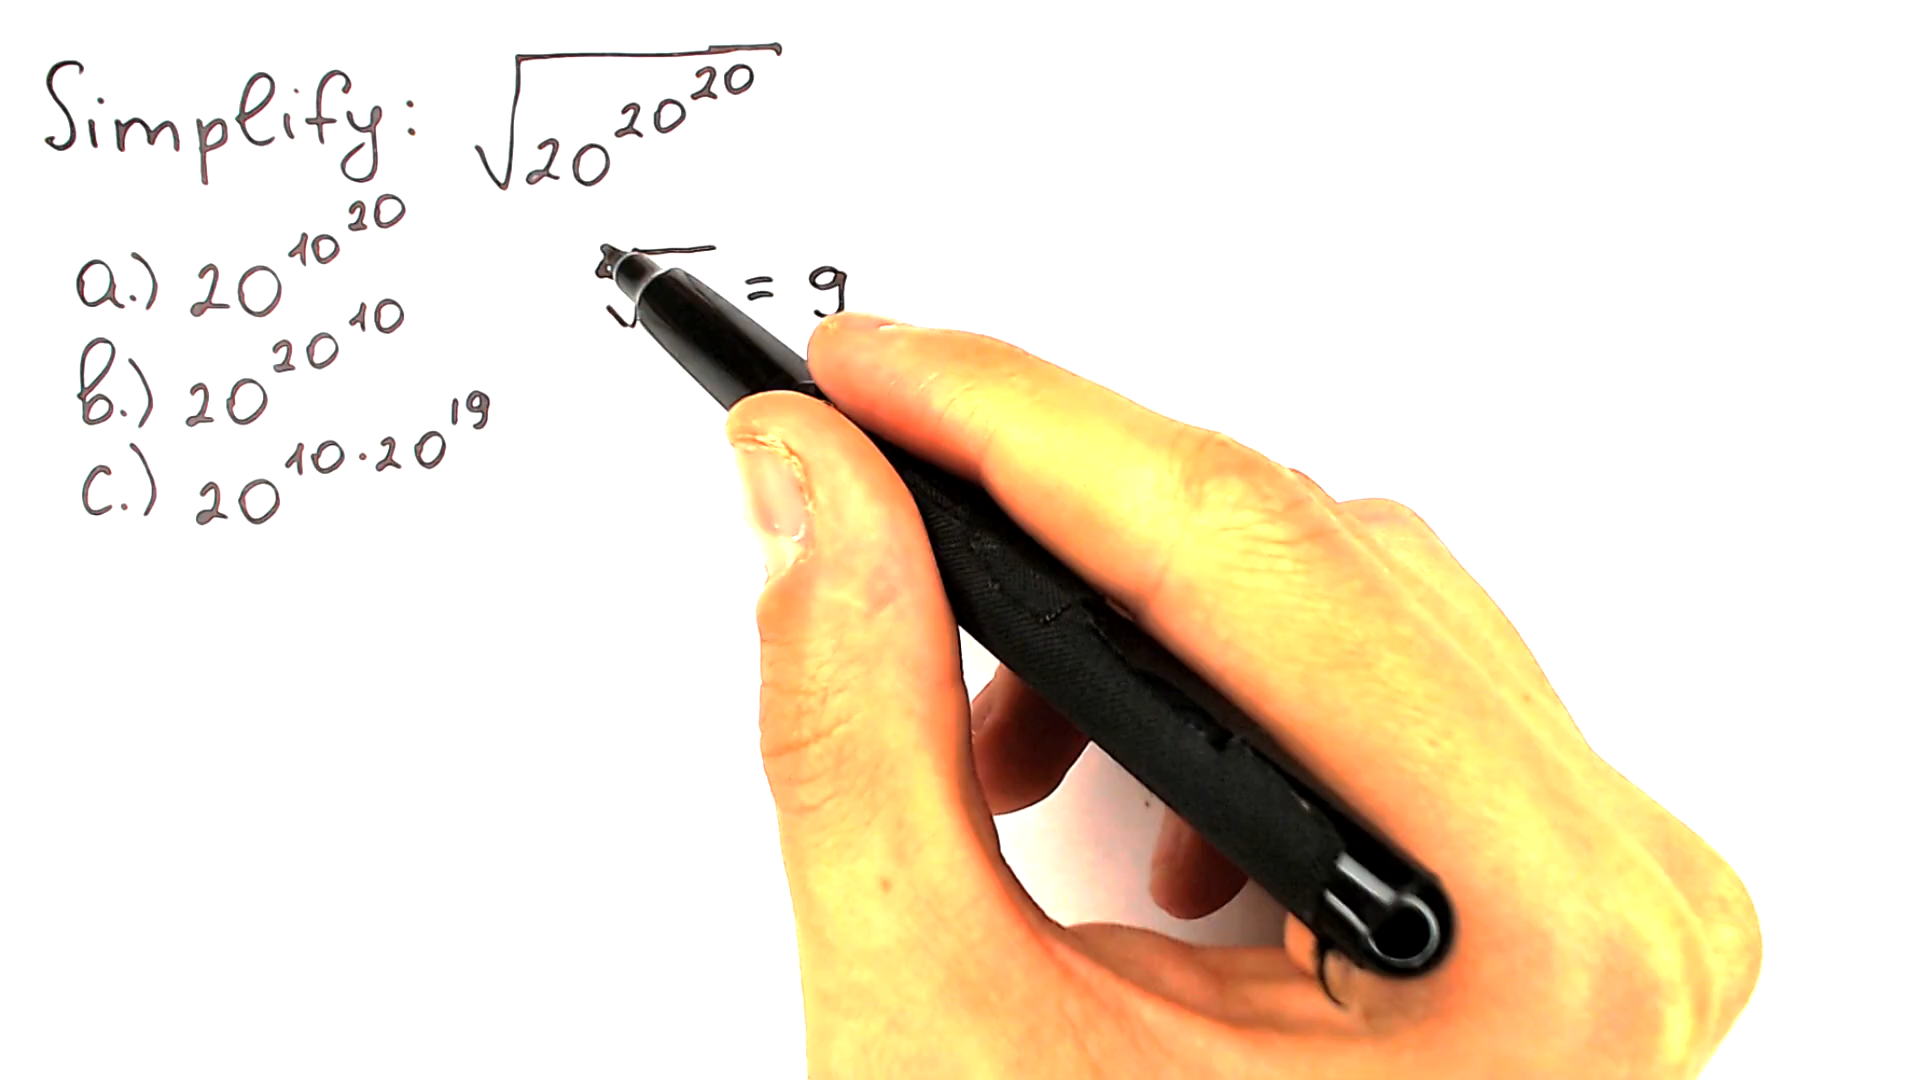 Simplify: √20^20^20
a.) 20^10^20
b.) 20^20^10
c.) 20^10·20^19
√ = 9